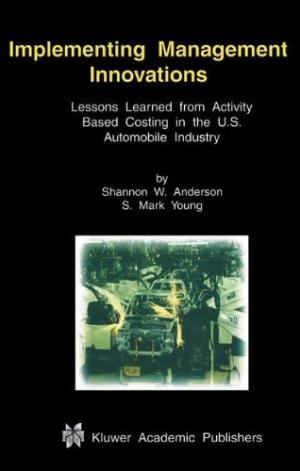 Implementing Management
Innovations
Lessons Learned from Activity
Based Costing in the U.S.
Automobile Industry
by
Shannon W. Anderson
S. Mark Young
Kluwer Academic Publishers